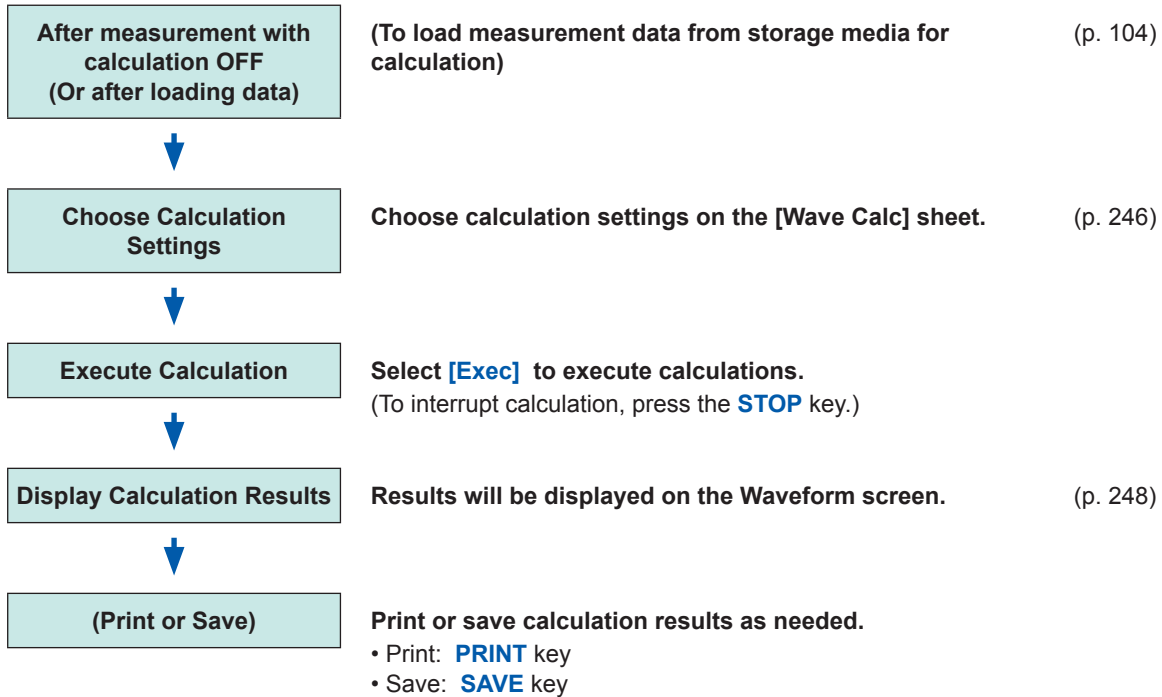 After measurement with
calculation OFF
(Or after loading data)
(To load measurement data from storage media for
calculation)
(p. 104)
Choose Calculation
Settings
Choose calculation settings on the [Wave Calc] sheet.
(p. 246)
Execute Calculation
Select [Exec] to execute calculations.
(To interrupt calculation, press the STOP key.)
Display Calculation Results
Results will be displayed on the Waveform screen.
(p. 248)
(Print or Save)
Print or save calculation results as needed.
• Print: PRINT key
• Save: SAVE key